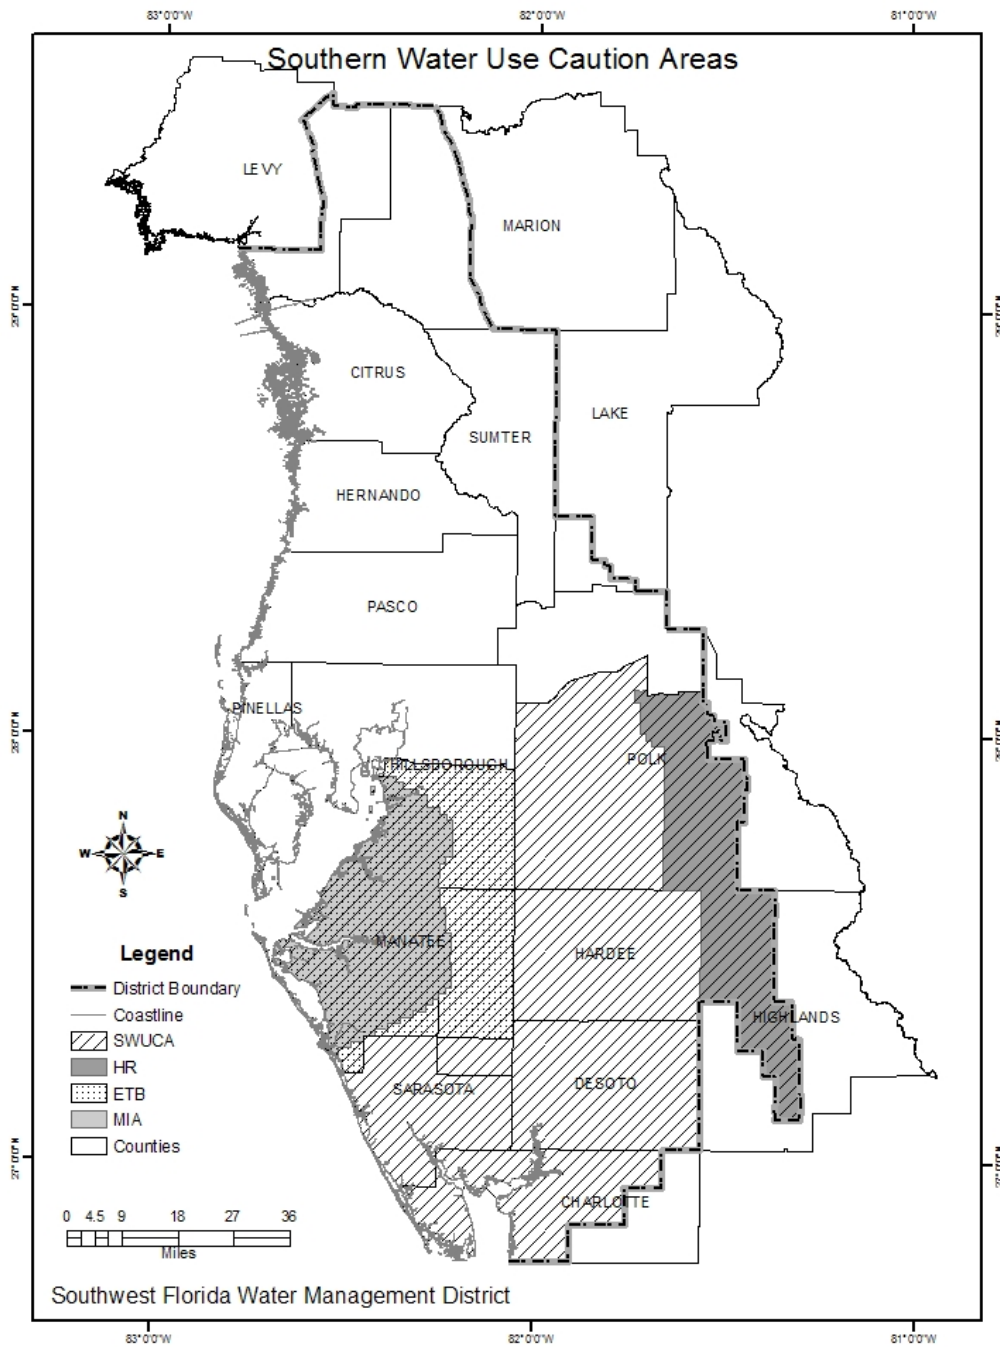 83°0'0"W 82°0'0"W 81°0'0"W
Southern Water Use Caution Areas
LEVY
MARION
CITRUS
LAKE
SUMTER
HERNANDO
PASCO
PINELLAS
POLK
HILLSBOROUGH
N
W E
S
MANATEE
HARDEE
HIGHLANDS
SARASOTA
DESOTO
CHARLOTTE
Legend
District Boundary
Coastline
SWUCA
HR
ETB
MIA
Counties
0 4.5 9 18 27 36
Miles
Southwest Florida Water Management District
83°0'0"W 82°0'0"W 81°0'0"W